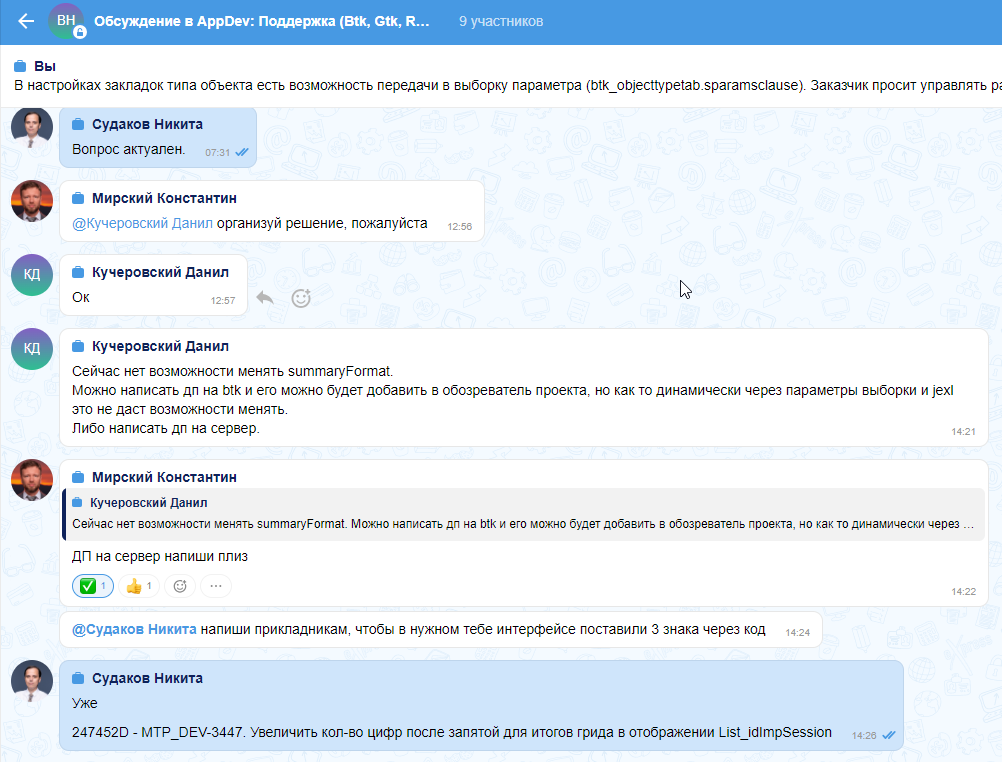 ВН
Обсуждение в AppDev: Поддержка (Btk, Gtk, R...
9 участников
Вы
В настройках закладок типа объекта есть возможность передачи в выборку параметра (btk_objecttypetab.sparamsclause). Заказчик просит управлять ра
Судаков Никита
Вопрос актуален.
07:31
Мирский Константин
@Кучеровский Данил организуй решение, пожалуйста
12:56
КД
Кучеровский Данил
Ок
12:57
КД
Кучеровский Данил
Сейчас нет возможности менять summaryFormat.
Можно написать дп на btk и его можно будет добавить в обозреватель проекта, но как то динамически через параметры выборки и jexl
это не даст возможности менять.
Либо написать дп на сервер.
14:21
Мирский Константин
Кучеровский Данил
Сейчас нет возможности менять summaryFormat. Можно написать дп на btk и его можно будет добавить в обозреватель проекта, но как то динамически через ...
ДП на сервер напиши плиз
1
1
14:22
@Судаков Никита напиши прикладникам, чтобы в нужном тебе интерфейсе поставили 3 знака через код
14:24
Судаков Никита
Уже
247452D - MTP_DEV-3447. Увеличить кол-во цифр после запятой для итогов грида в отображении List_idImpSession
14:26